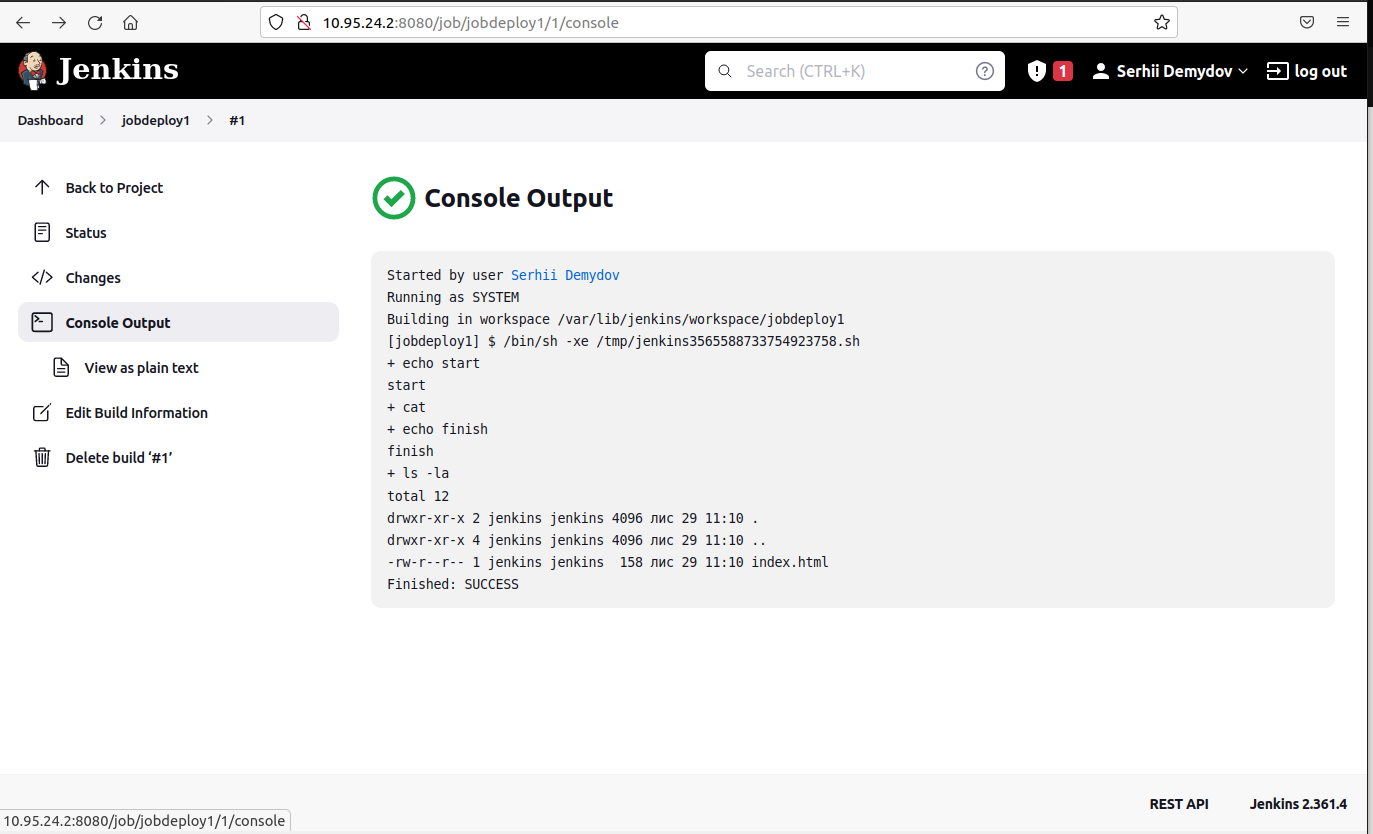 10.95.24.2:8080/job/jobdeploy1/1/console
Jenkins
Search (CTRL+K)
1
Serhii Demydov
log out
Dashboard
jobdeploy1
#1
Back to Project
Status
Changes
Console Output
View as plain text
Edit Build Information
Delete build ‘#1’
Console Output
Started by user Serhii Demydov
Running as SYSTEM
Building in workspace /var/lib/jenkins/workspace/jobdeploy1
[jobdeploy1] $ /bin/sh -xe /tmp/jenkins3565588733754923758.sh
+ echo start
start
+ cat
+ echo finish
finish
+ ls -la
total 12
drwxr-xr-x 2 jenkins jenkins 4096 лис 29 11:10 .
drwxr-xr-x 4 jenkins jenkins 4096 лис 29 11:10 ..
-rw-r--r-- 1 jenkins jenkins  158 лис 29 11:10 index.html
Finished: SUCCESS
REST API
Jenkins 2.361.4
10.95.24.2:8080/job/jobdeploy1/1/console